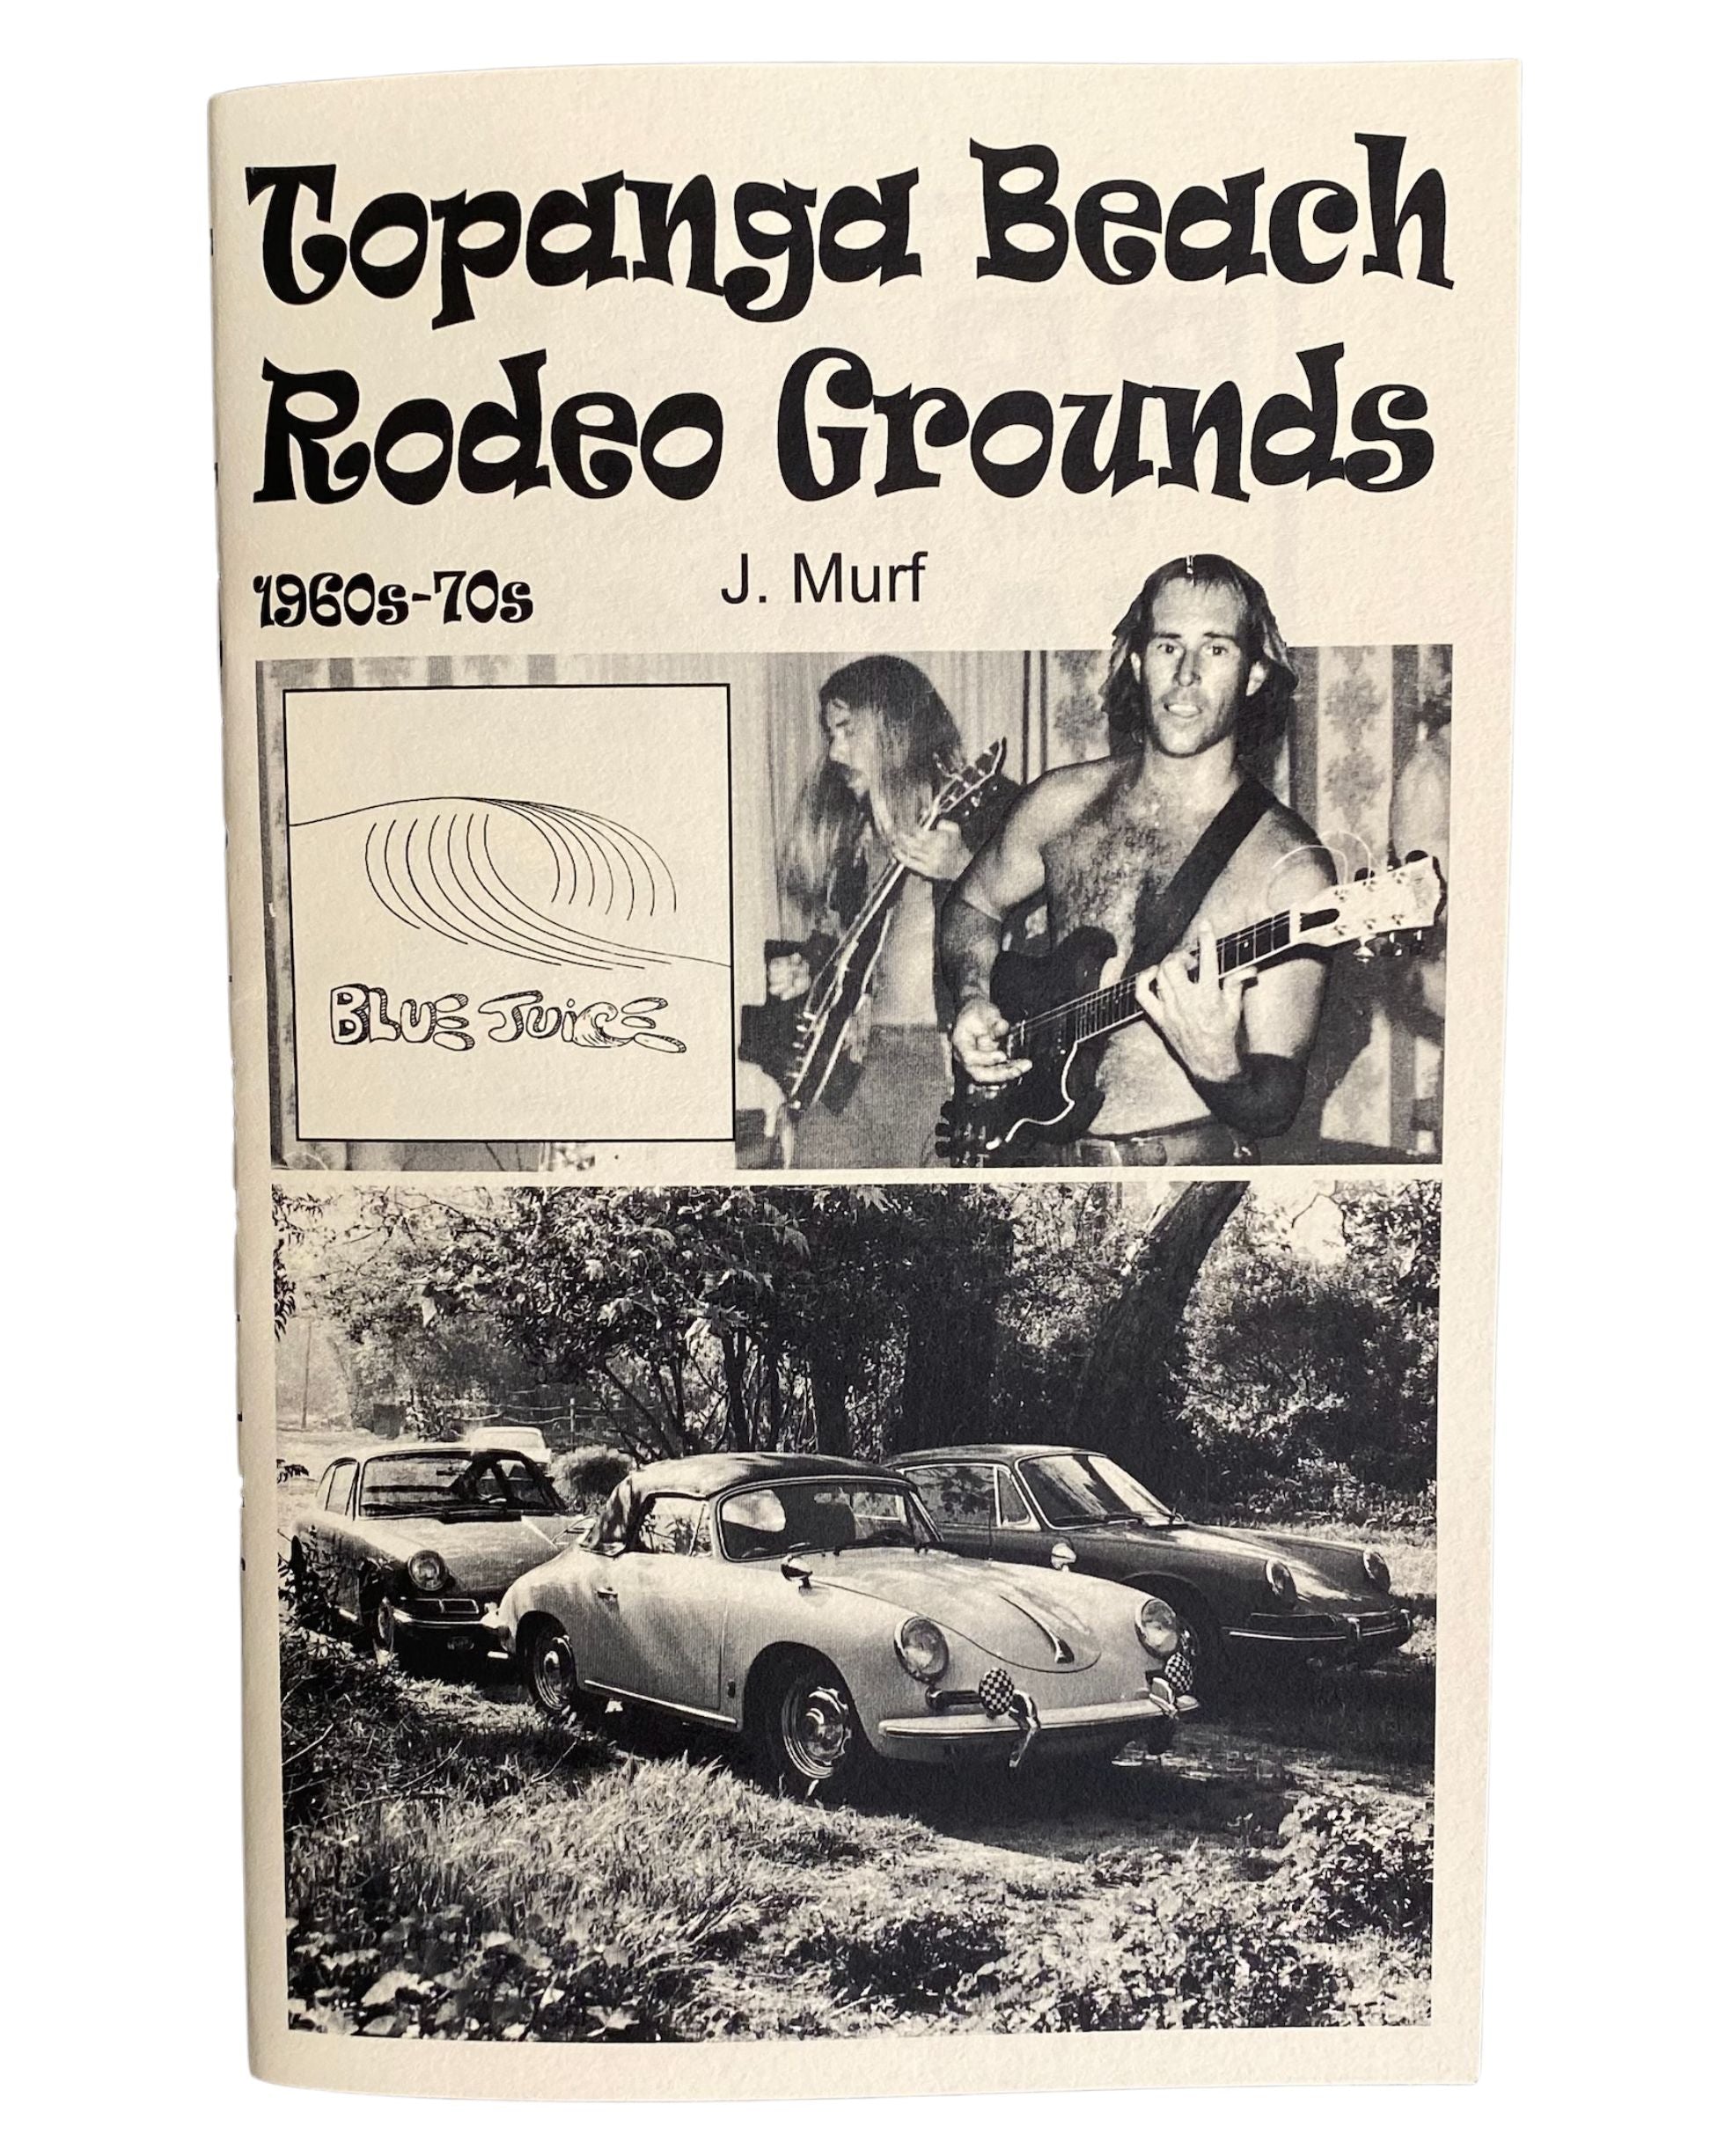 Topanga Beach
Rodeo Grounds
1960s-70s
J. Murf
BLUE JUICE